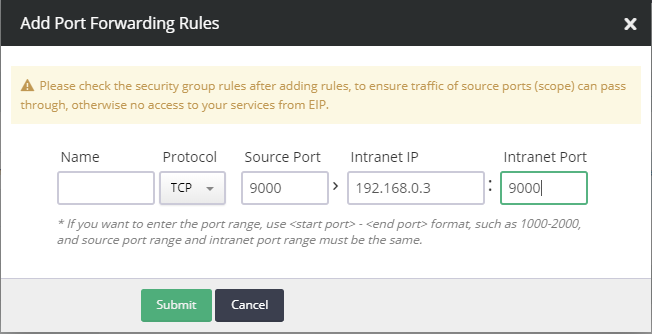 Add Port Forwarding Rules
Please check the security group rules after adding rules, to ensure traffic of source ports (scope) can pass
through, otherwise no access to your services from EIP.
Name Protocol Source Port Intranet IP Intranet Port
TCP 9000 > 192.168.0.3 : 9000
* If you want to enter the port range, use <start port> - <end port> format, such as 1000-2000,
and source port range and intranet port range must be the same.
Submit Cancel